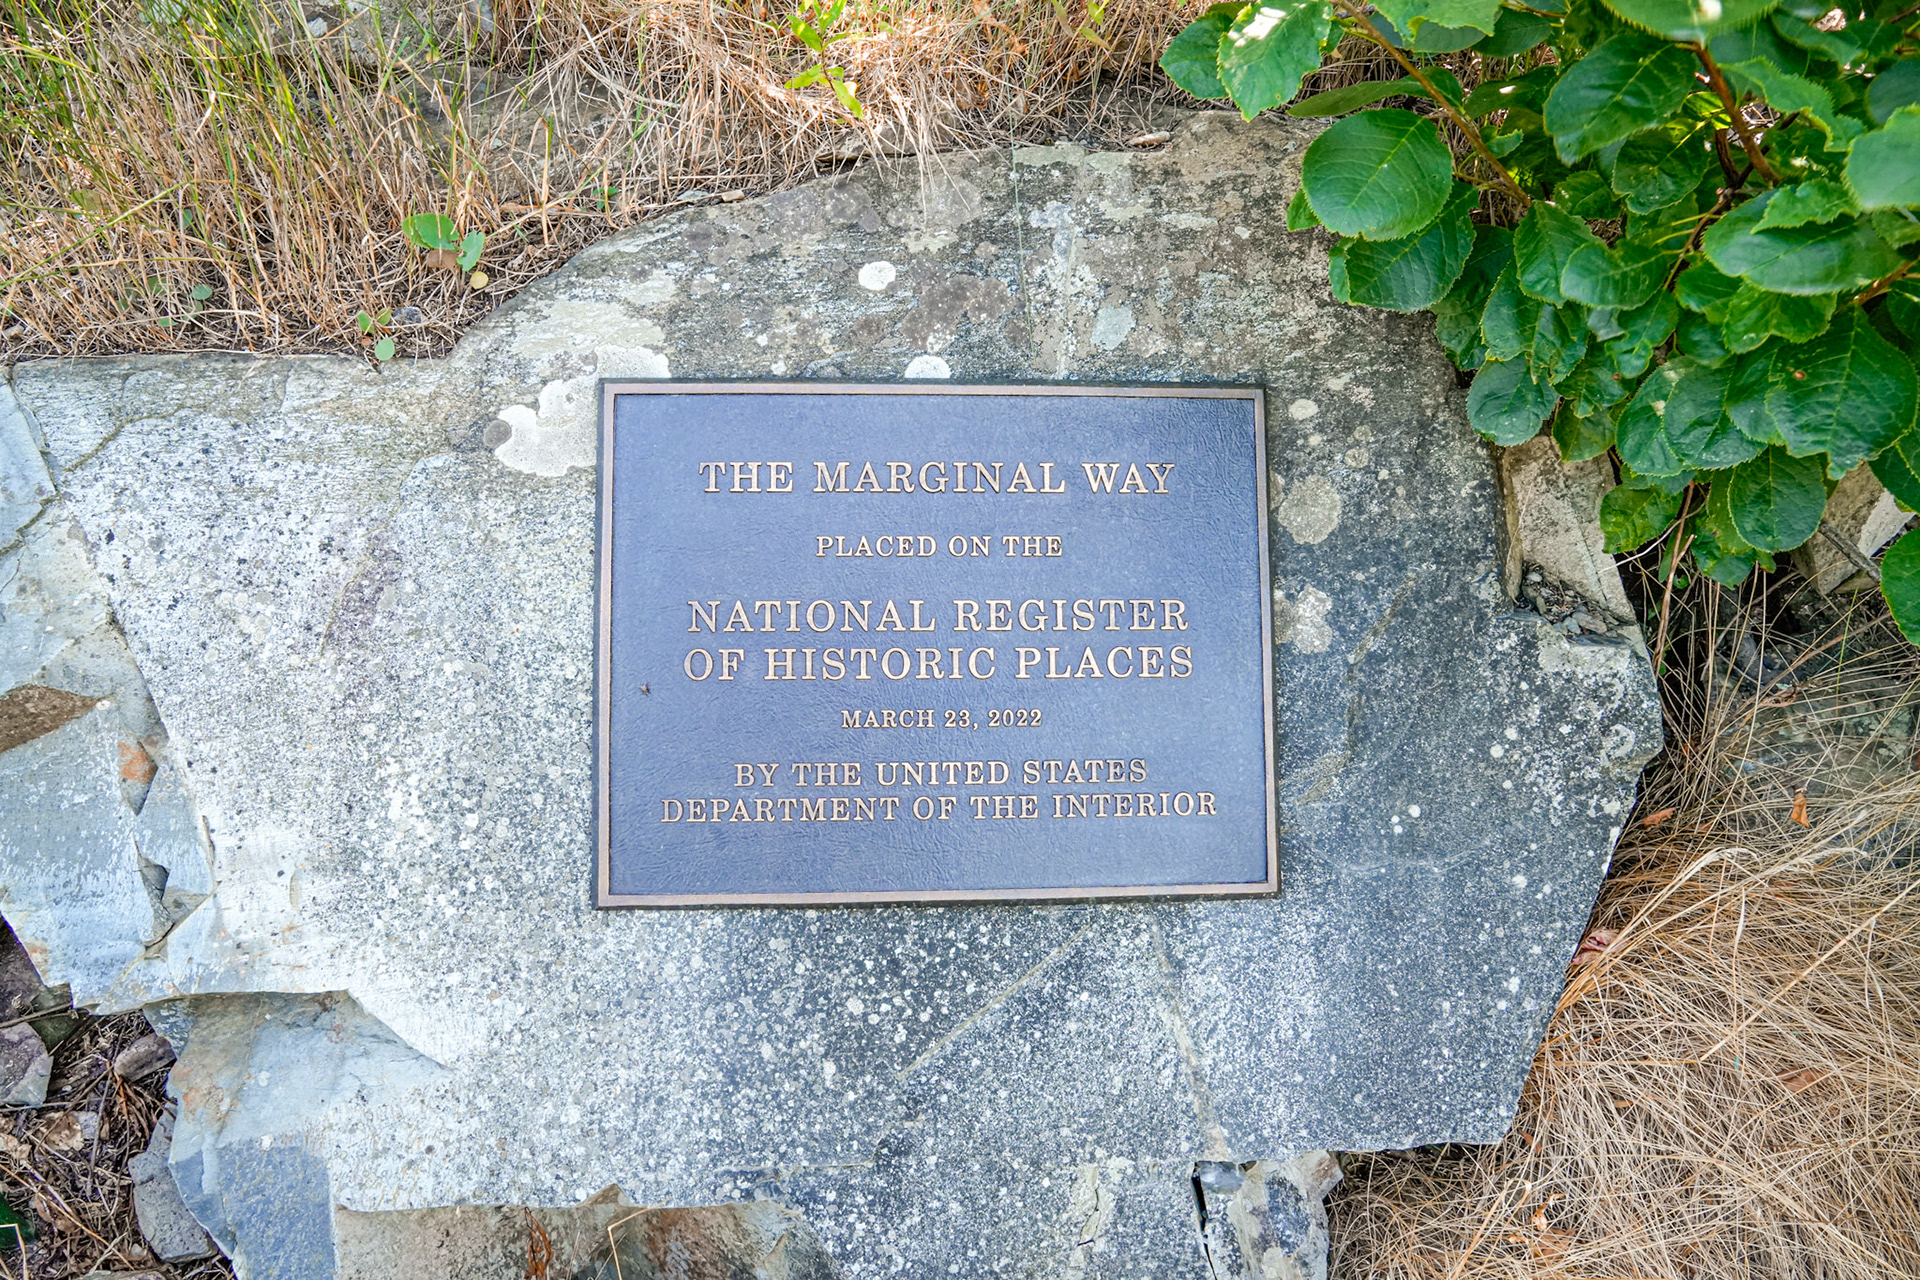 THE MARGINAL WAY
PLACED ON THE
NATIONAL REGISTER
OF HISTORIC PLACES
MARCH 23, 2022
BY THE UNITED STATES
DEPARTMENT OF THE INTERIOR